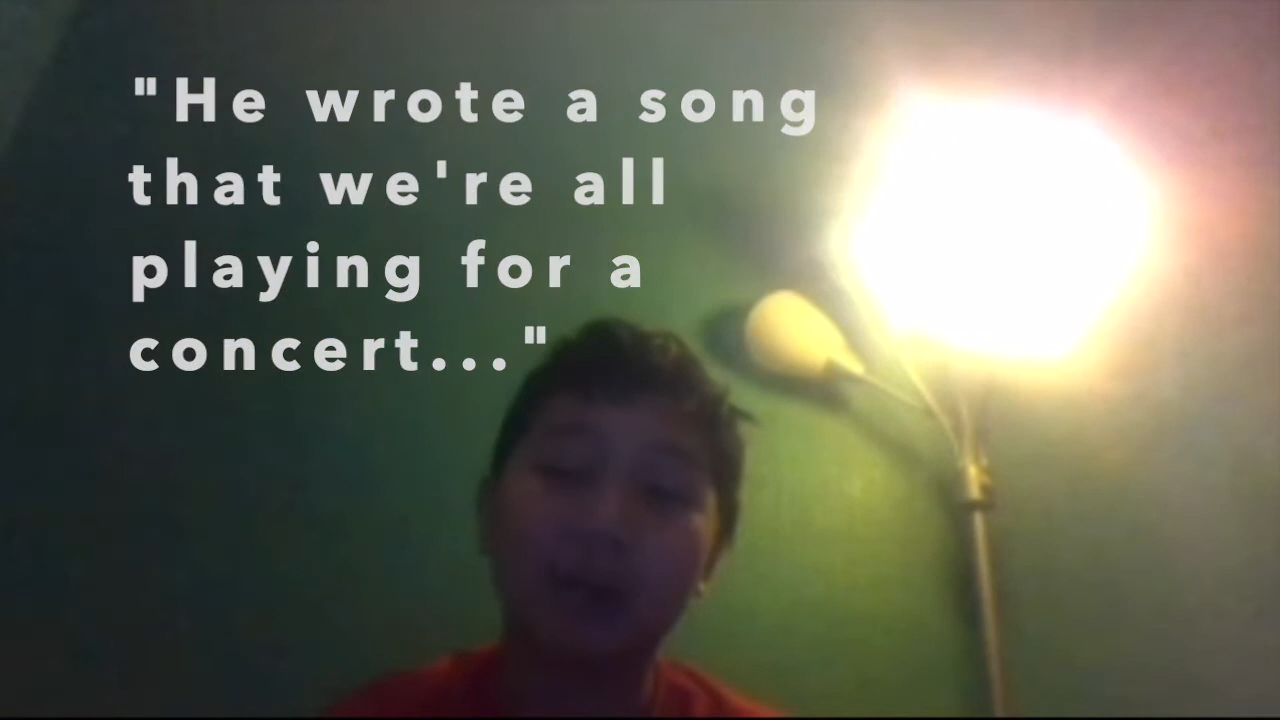 "He wrote a song
that we're all
playing for a
concert..."